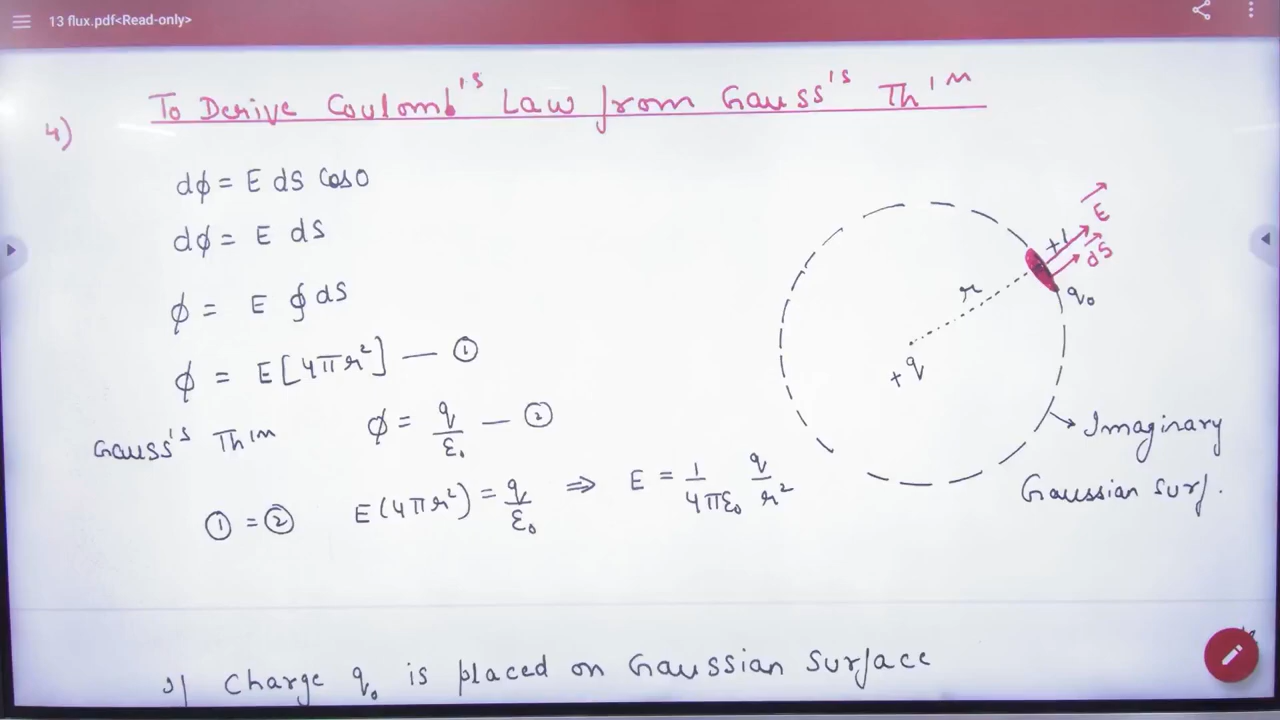 13 flux.pdf<Read-only>
To Derive Coulomb's Law from Gauss's Th'm
4)
dϕ = E ds Cos0
dϕ = E ds
ϕ = E ∮ ds
ϕ = E[4πr²] — ①
Gauss's Th'm ϕ = q/ε₀ — ②
① = ② E(4πr²) = q/ε₀ ⇒ E = 1/4πε₀ q/r²
E
+1
dS
r
q₀
+q
Imaginary
Gaussian Surf.
Charge q₀ is placed on Gaussian Surface